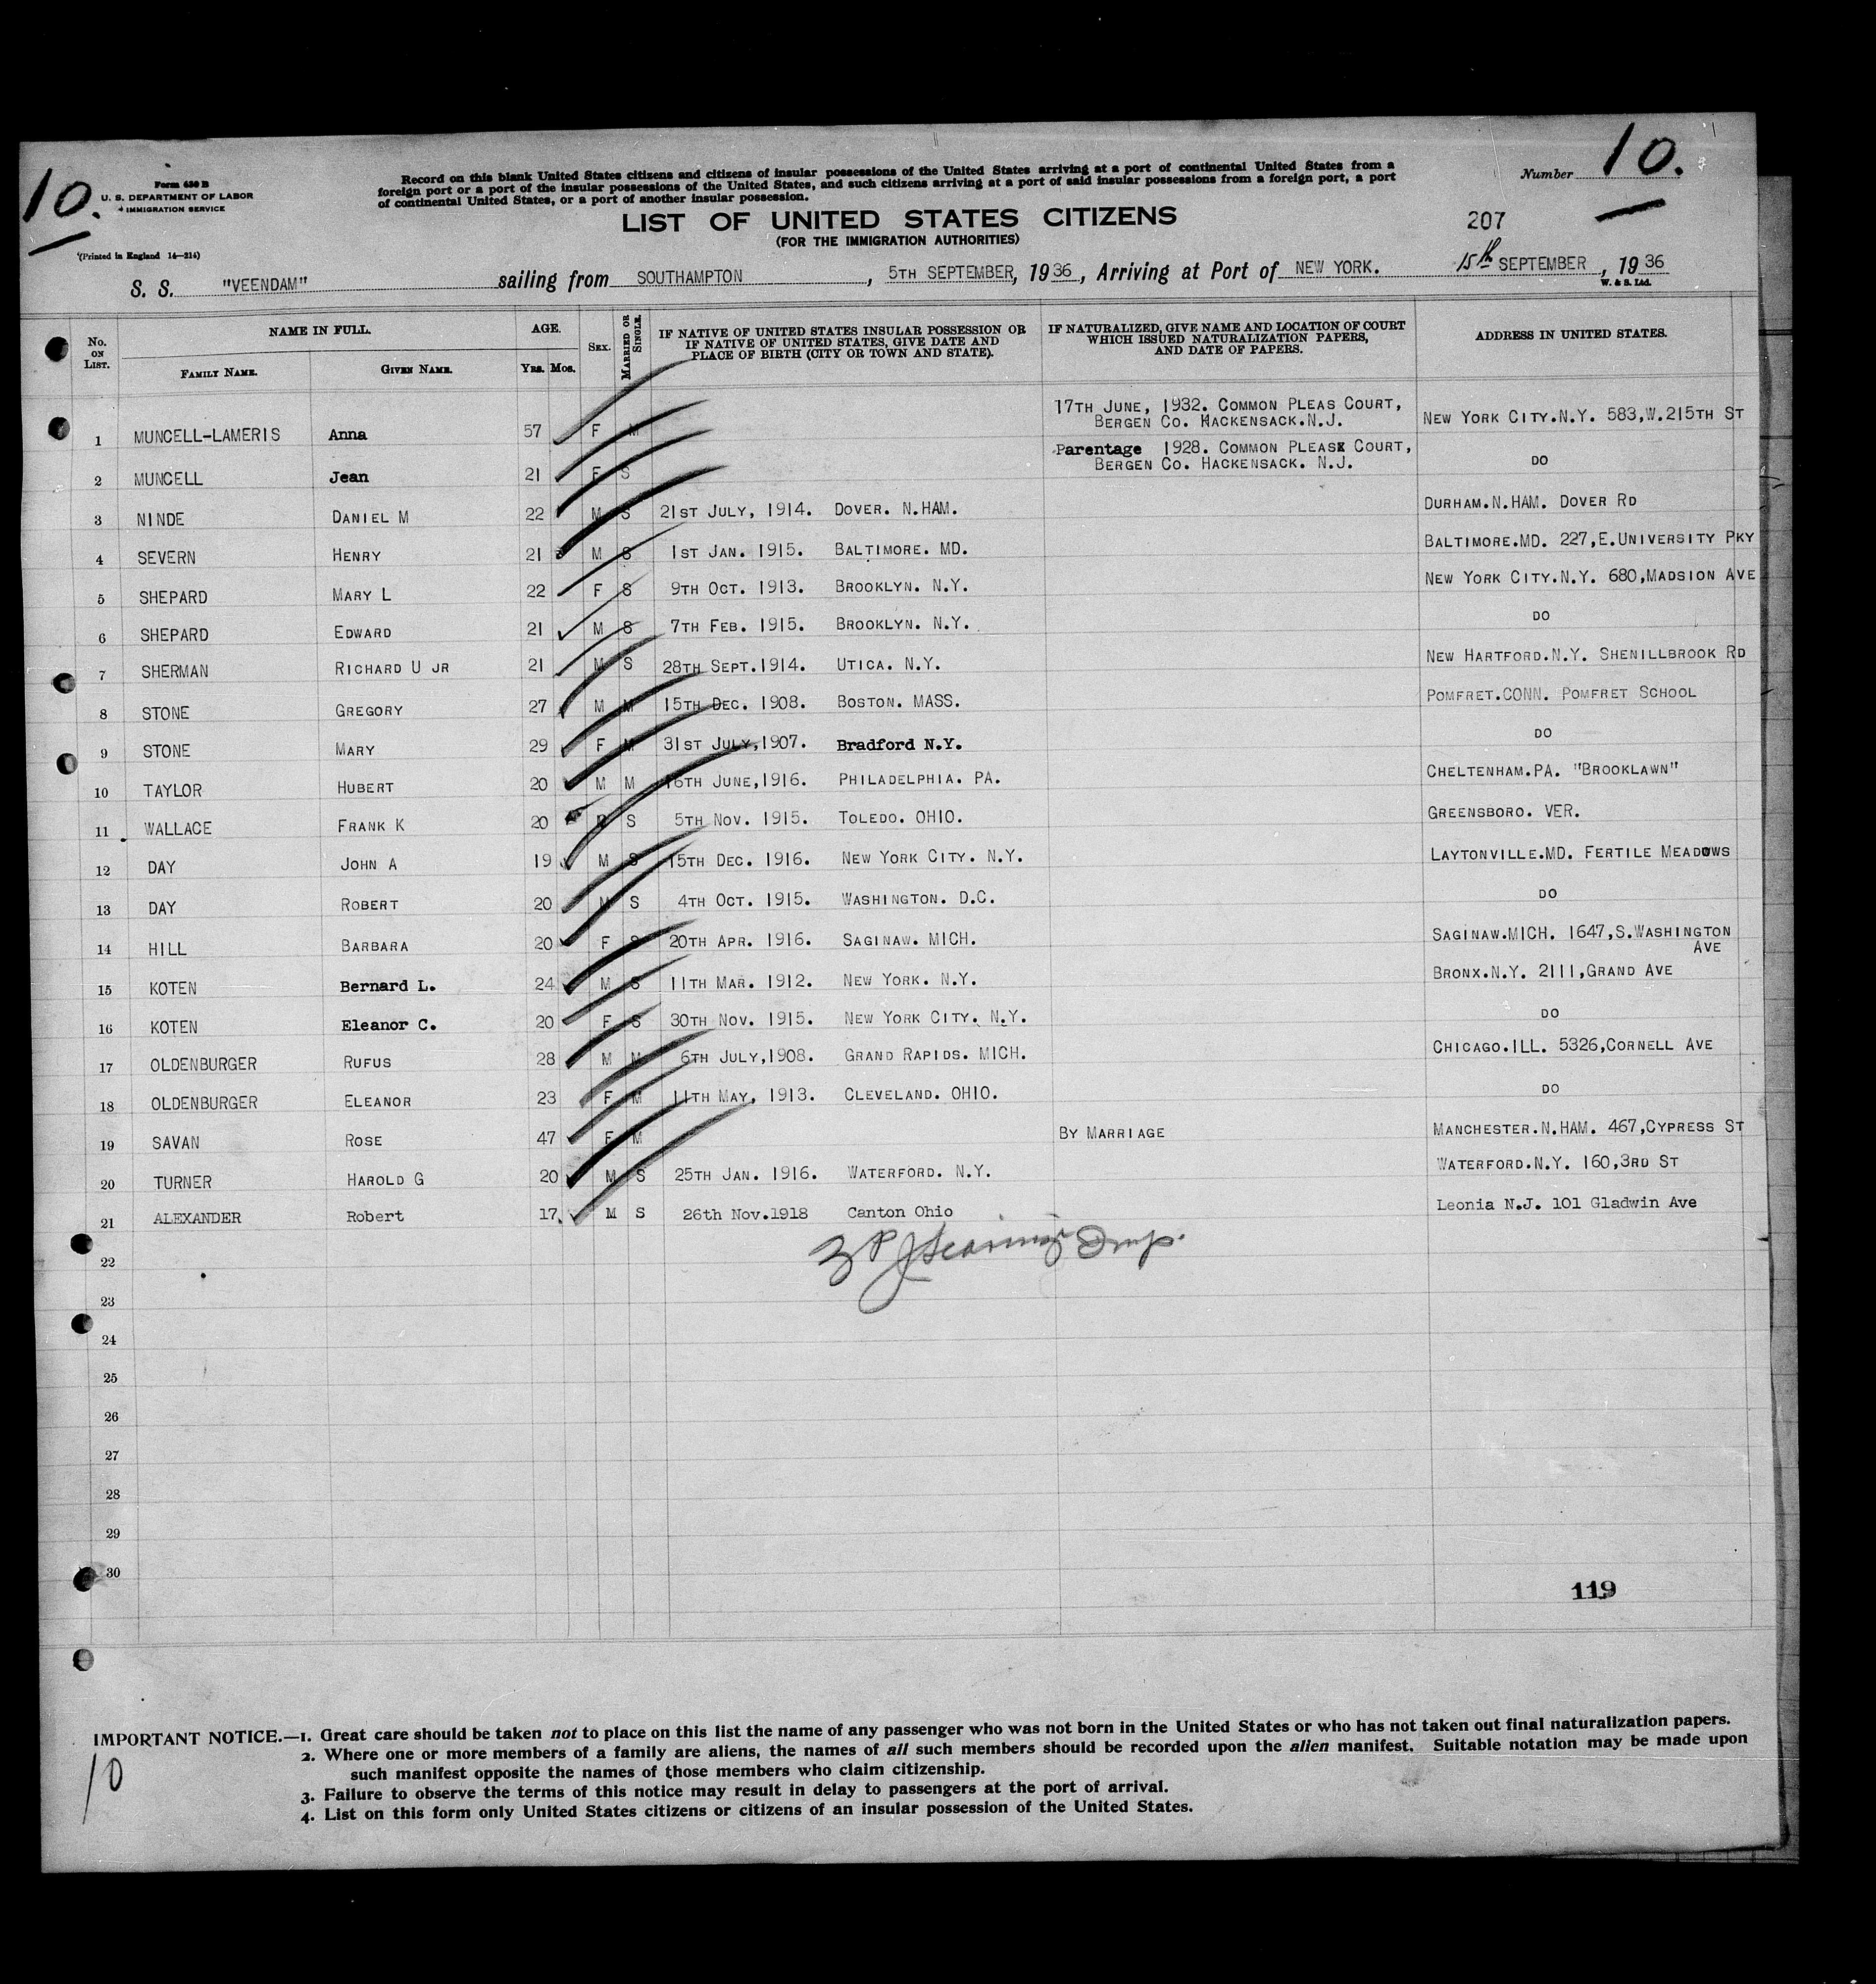 10.
10.
Form 630 B
U. S. DEPARTMENT OF LABOR
IMMIGRATION SERVICE
(Printed in England 14—214)
Record on this blank United States citizens and citizens of insular possessions of the United States arriving at a port of continental United States from a
foreign port or a port of the insular possessions of the United States, and such citizens arriving at a port of said insular possessions from a foreign port, a port
of continental United States, or a port of another insular possession.
Number
LIST OF UNITED STATES CITIZENS
(FOR THE IMMIGRATION AUTHORITIES)
207
S. S. "VEENDAM" sailing from SOUTHAMPTON, 5TH SEPTEMBER, 1936, Arriving at Port of NEW YORK. 15th SEPTEMBER, 1936
W. & S. Ltd.
No. ON LIST. NAME IN FULL. AGE. SEX. MARRIED OR SINGLE. IF NATIVE OF UNITED STATES INSULAR POSSESSION OR IF NATIVE OF UNITED STATES, GIVE DATE AND PLACE OF BIRTH (CITY OR TOWN AND STATE). IF NATURALIZED, GIVE NAME AND LOCATION OF COURT WHICH ISSUED NATURALIZATION PAPERS, AND DATE OF PAPERS. ADDRESS IN UNITED STATES.
FAMILY NAME. GIVEN NAME. YRS. MOS.
1 MUNCELL-LAMERIS Anna 57 F M 17TH JUNE, 1932. COMMON PLEAS COURT, BERGEN CO. HACKENSACK.N.J. NEW YORK CITY.N.Y. 583,W.215TH ST
2 MUNCELL Jean 21 F S Parentage 1928. COMMON PLEAS COURT, BERGEN CO. HACKENSACK. N.J. DO
3 NINDE DANIEL M 22 M S 21ST JULY, 1914. DOVER. N.HAM. DURHAM.N.HAM. DOVER RD
4 SEVERN HENRY 21 M S 1ST JAN. 1915. BALTIMORE. MD. BALTIMORE.MD. 227,E.UNIVERSITY PKY
5 SHEPARD MARY L 22 F S 9TH OCT. 1913. BROOKLYN. N.Y. NEW YORK CITY.N.Y. 680,MADSION AVE
6 SHEPARD EDWARD 21 M S 7TH FEB. 1915. BROOKLYN. N.Y. DO
7 SHERMAN RICHARD U JR 21 M S 28TH SEPT.1914. UTICA. N.Y. NEW HARTFORD.N.Y. SHENILLBROOK RD
8 STONE GREGORY 27 M M 15TH DEC. 1908. BOSTON. MASS. POMFRET.CONN. POMFRET SCHOOL
9 STONE MARY 29 F M 31ST JULY,1907. Bradford N.Y. DO
10 TAYLOR HUBERT 20 M M 16TH JUNE,1916. PHILADELPHIA. PA. CHELTENHAM.PA. "BROOKLAWN"
11 WALLACE FRANK K 20 M S 5TH NOV. 1915. TOLEDO. OHIO. GREENSBORO. VER.
12 DAY JOHN A 19 M S 15TH DEC. 1916. NEW YORK CITY. N.Y. LAYTONVILLE.MD. FERTILE MEADOWS
13 DAY ROBERT 20 M S 4TH OCT. 1915. WASHINGTON. D.C. DO
14 HILL BARBARA 20 F S 20TH APR. 1916. SAGINAW. MICH. SAGINAW.MICH. 1647,S.WASHINGTON AVE
15 KOTEN Bernard L. 24 M S 11TH MAR. 1912. NEW YORK. N.Y. BRONX.N.Y. 2111,GRAND AVE
16 KOTEN Eleanor C. 20 F S 30TH NOV. 1915. NEW YORK CITY. N.Y. DO
17 OLDENBURGER RUFUS 28 M M 6TH JULY,1908. GRAND RAPIDS. MICH. CHICAGO.ILL. 5326,CORNELL AVE
18 OLDENBURGER ELEANOR 23 F M 11TH MAY, 1913. CLEVELAND. OHIO. DO
19 SAVAN ROSE 47 F M BY MARRIAGE MANCHESTER.N.HAM. 467,CYPRESS ST
20 TURNER HAROLD G 20 M S 25TH JAN. 1916. WATERFORD. N.Y. WATERFORD.N.Y. 160,3RD ST
21 ALEXANDER Robert 17. M S 26th Nov.1918 Canton Ohio Leonia N.J. 101 Gladwin Ave
22
23
24
25
26
27
28
29
30
119
IMPORTANT NOTICE.—1. Great care should be taken not to place on this list the name of any passenger who was not born in the United States or who has not taken out final naturalization papers.
2. Where one or more members of a family are aliens, the names of all such members should be recorded upon the alien manifest. Suitable notation may be made upon
such manifest opposite the names of those members who claim citizenship.
3. Failure to observe the terms of this notice may result in delay to passengers at the port of arrival.
4. List on this form only United States citizens or citizens of an insular possession of the United States.
10